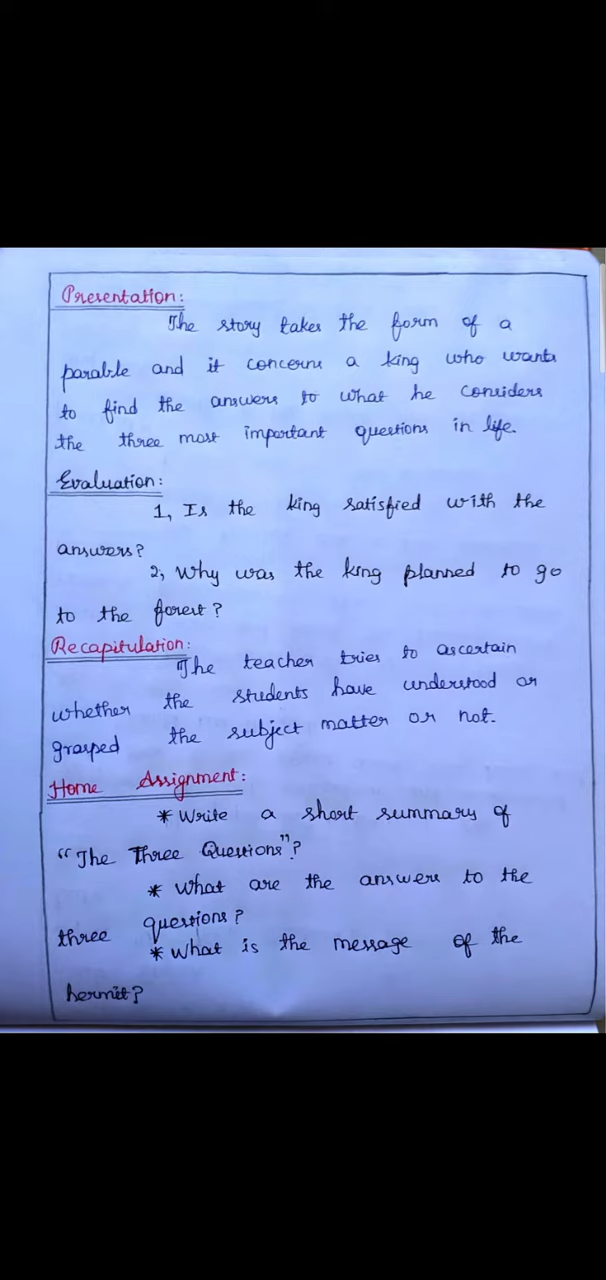 Presentation:
The story takes the form of a
parable and it concerns a king who wants
to find the answers to what he considers
the three most important questions in life.
Evaluation:
1, Is the king satisfied with the
answers?
2, Why was the king planned to go
to the forest?
Recapitulation:
The teacher tries to ascertain
whether the students have understood or
grasped the subject matter or not.
Home Assignment:
* Write a short summary of
"The Three Questions"?
* What are the answers to the
three questions?
* What is the message of the
hermit?